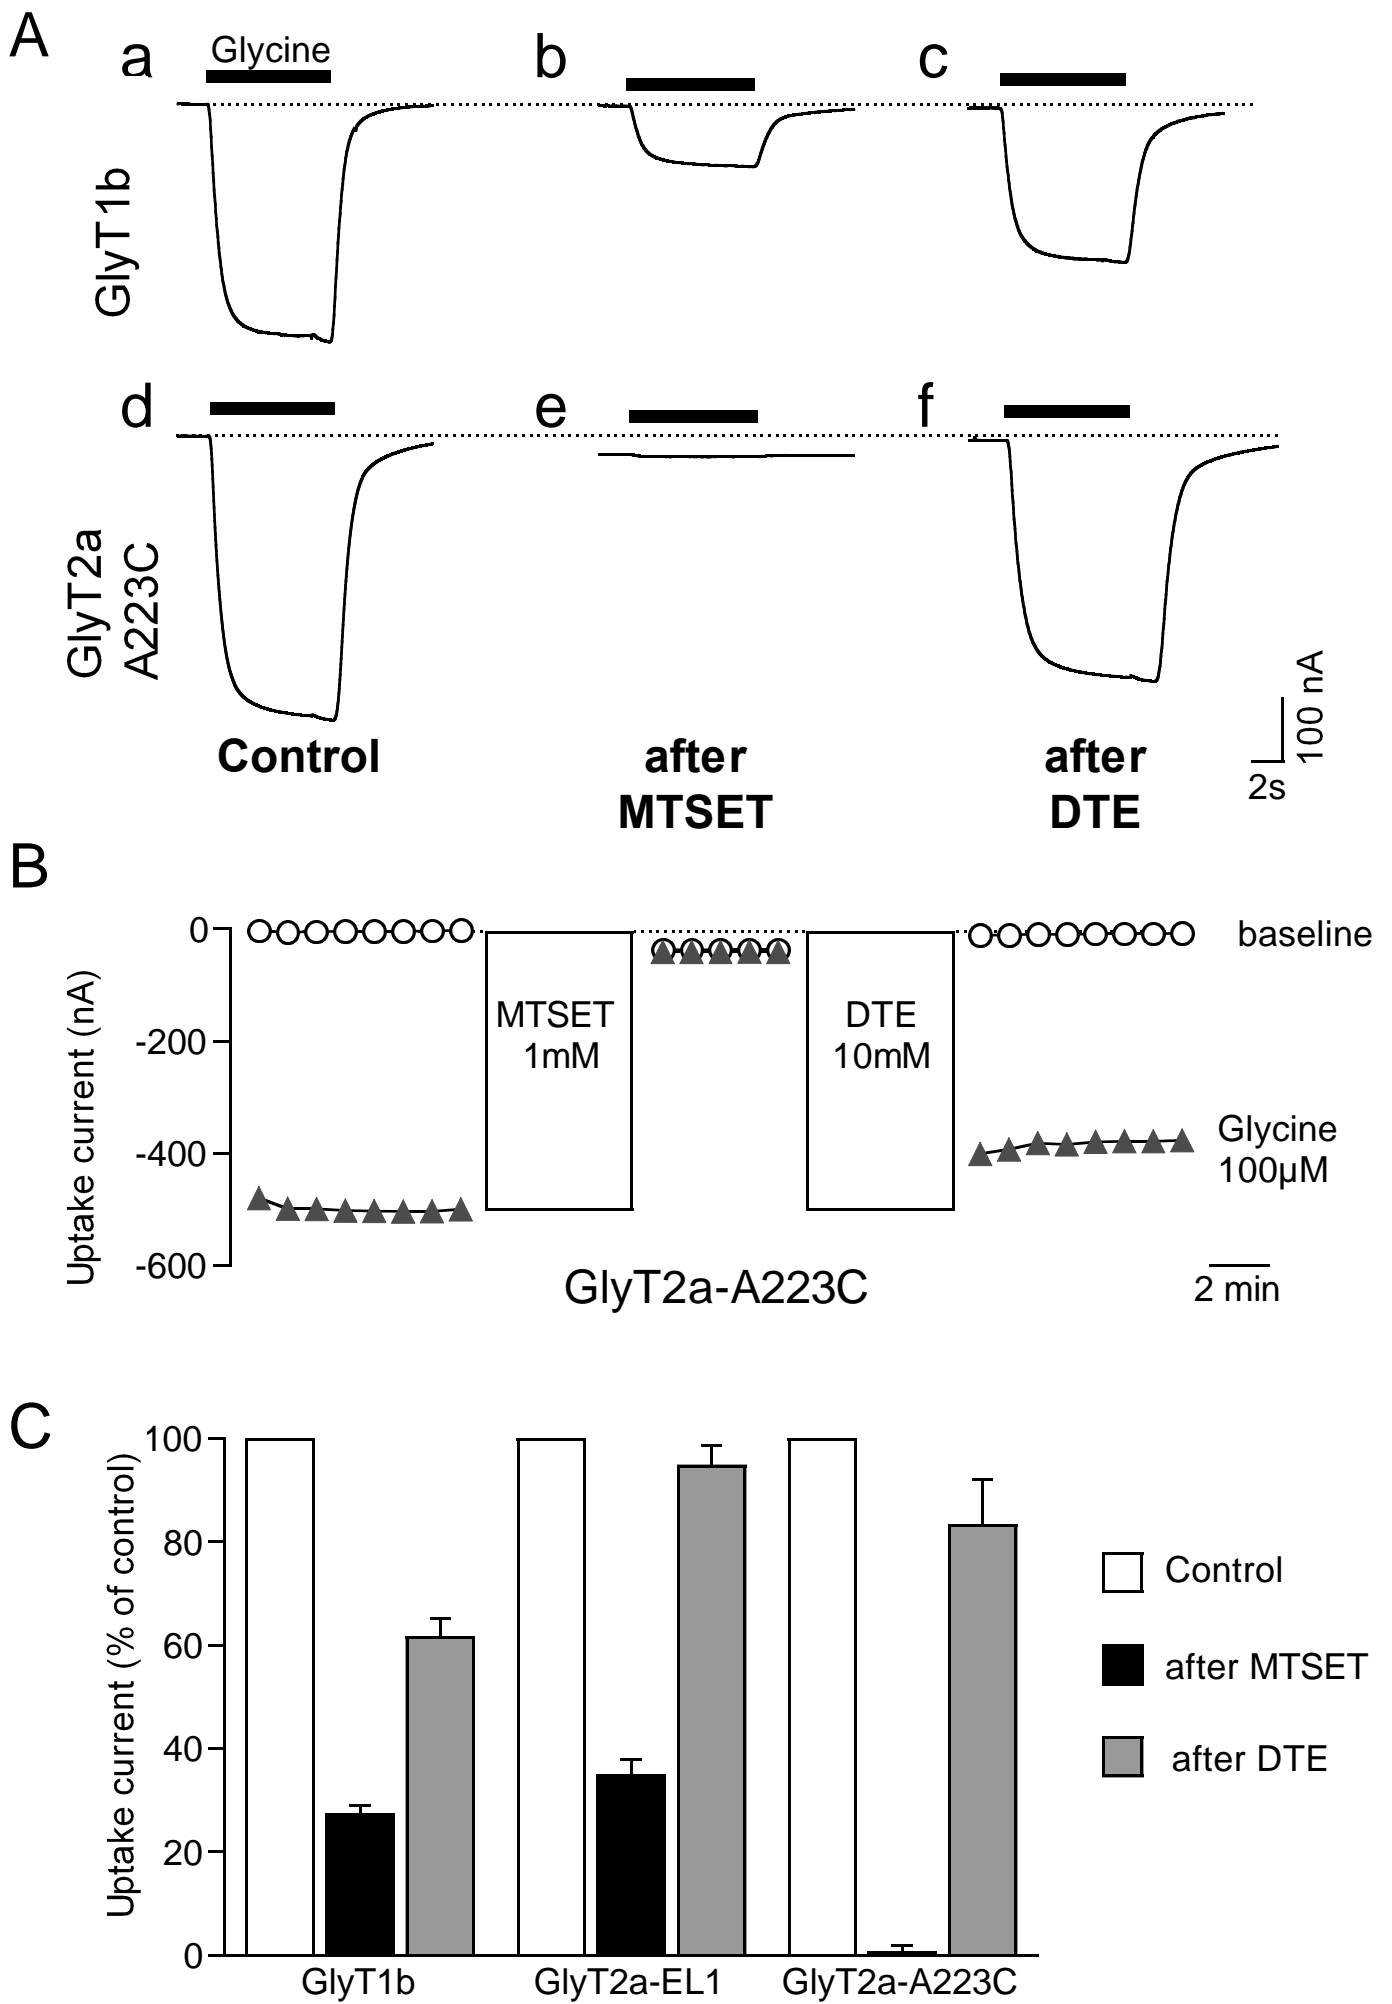 A
a
Glycine
b
c
GlyT1b
d
e
f
GlyT2a
A223C
Control
after
MTSET
after
DTE
100 nA
2s
B
0
-200
-400
-600
Uptake current (nA)
MTSET
1mM
DTE
10mM
baseline
Glycine
100µM
GlyT2a-A223C
2 min
C
100
80
60
40
20
0
Uptake current (% of control)
GlyT1b
GlyT2a-EL1
GlyT2a-A223C
Control
after MTSET
after DTE